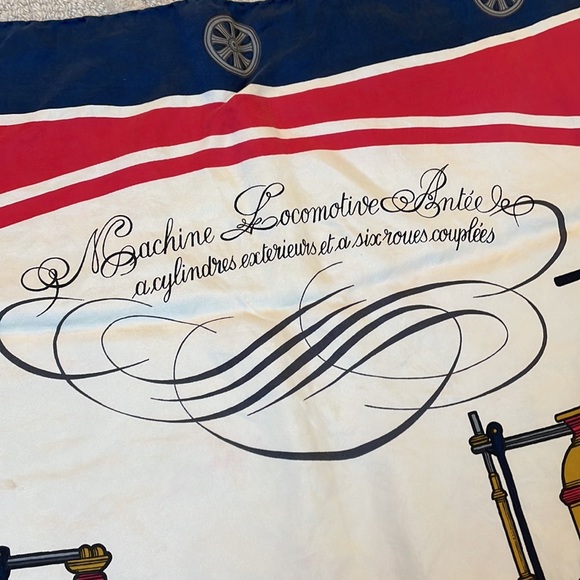 Machine Locomotive Antée
a cylindres exterieurs et a six roues couplées